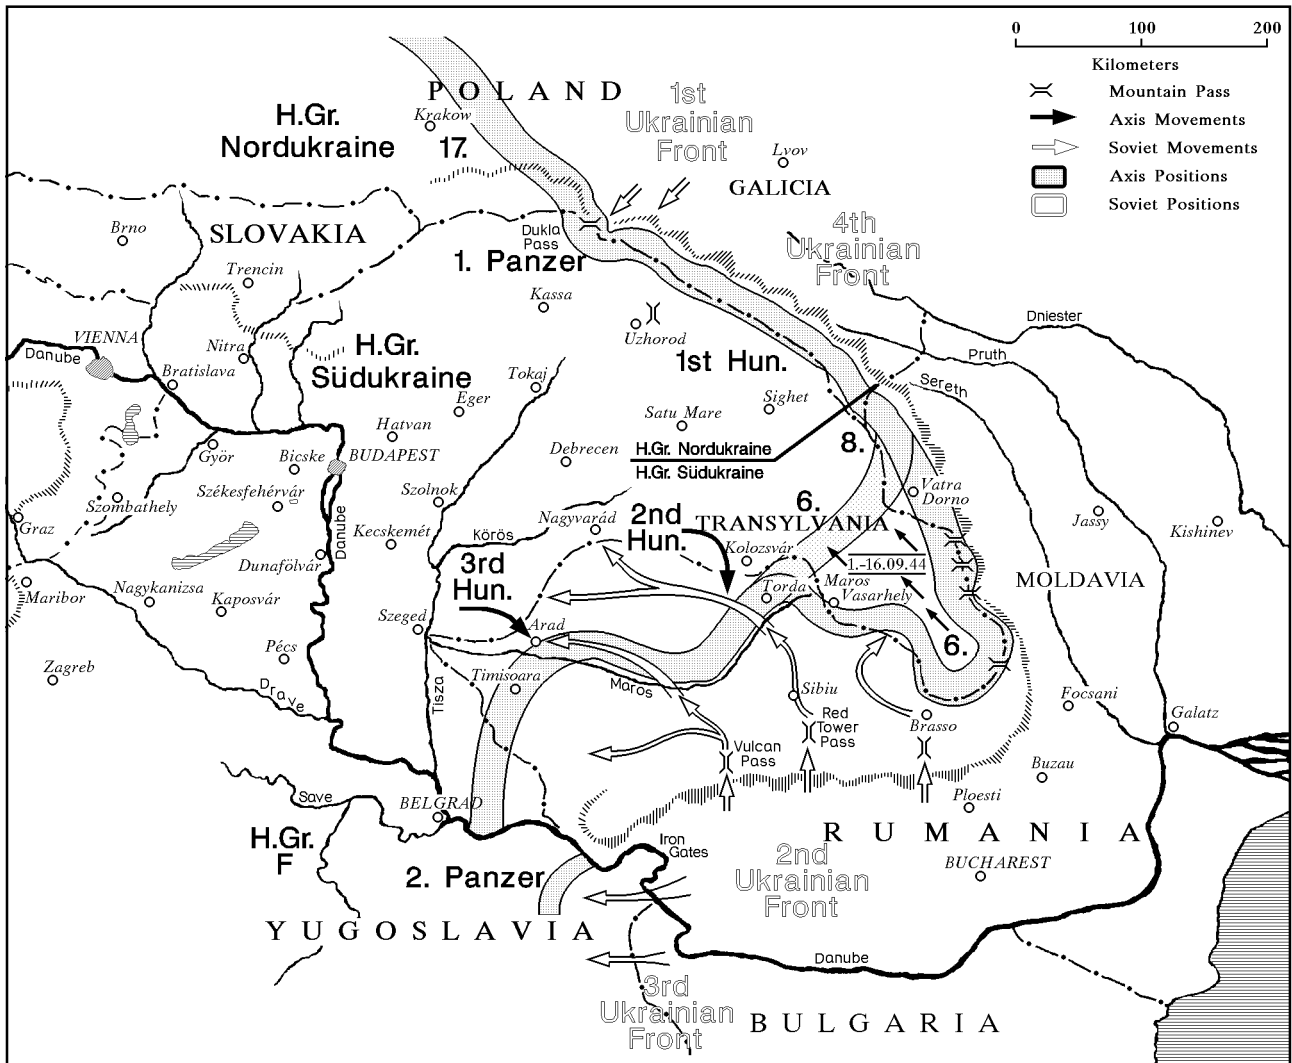 0 100 200
Kilometers
Mountain Pass
Axis Movements
Soviet Movements
Axis Positions
Soviet Positions
POLAND
H.Gr.
Nordukraine
Krakow
17.
1st
Ukrainian
Front
Lvov
GALICIA
4th
Ukrainian
Front
Brno
SLOVAKIA
Dukla
Pass
1. Panzer
Trencin
Kassa
Uzhorod
Dniester
Pruth
Sereth
VIENNA
Danube
Nitra
Bratislava
H.Gr.
Südukraine
1st Hun.
Tokaj
Eger
Sighet
Satu Mare
Hatvan
Györ
Bicske
BUDAPEST
Debrecen
H.Gr. Nordukraine
H.Gr. Südukraine
8.
Vatra
Dorno
Székesfehérvár
Szolnok
Szombathely
Graz
Danube
Kecskemét
Körös
Nagyvarád
2nd
Hun.
6.
TRANSYLVANIA
Kolozsvár
1.-16.09.44
Jassy
Kishinev
MOLDAVIA
Dunafölvár
3rd
Hun.
Maribor
Nagykanizsa
Kaposvár
Torda
Maros
Vasarhely
Szeged
Arad
6.
Pécs
Zagreb
Timisoara
Maros
Drave
Tisza
Sibiu
Red
Tower
Pass
Brasso
Focsani
Galatz
Vulcan
Pass
Buzau
Save
BELGRAD
Ploesti
RUMANIA
H.Gr.
F
Iron
Gates
2. Panzer
2nd
Ukrainian
Front
BUCHAREST
YUGOSLAVIA
Danube
3rd
Ukrainian
Front
BULGARIA